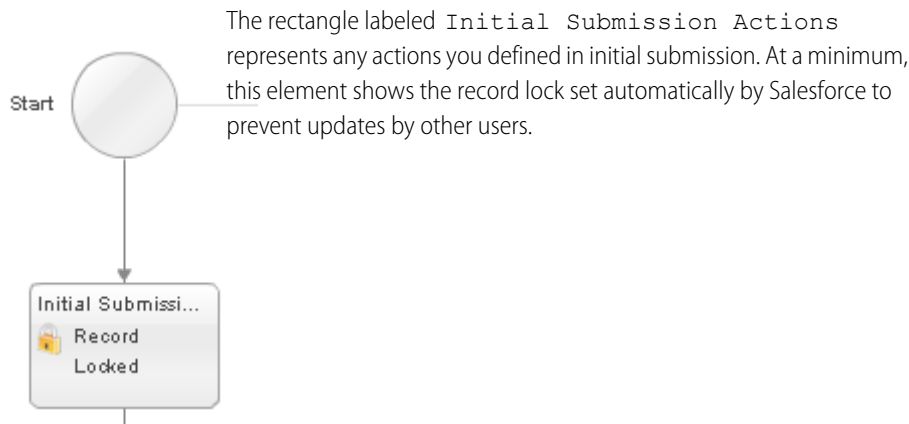 The rectangle labeled Initial Submission Actions
represents any actions you defined in initial submission. At a minimum,
this element shows the record lock set automatically by Salesforce to
prevent updates by other users.
Start
Initial Submissi...
Record
Locked